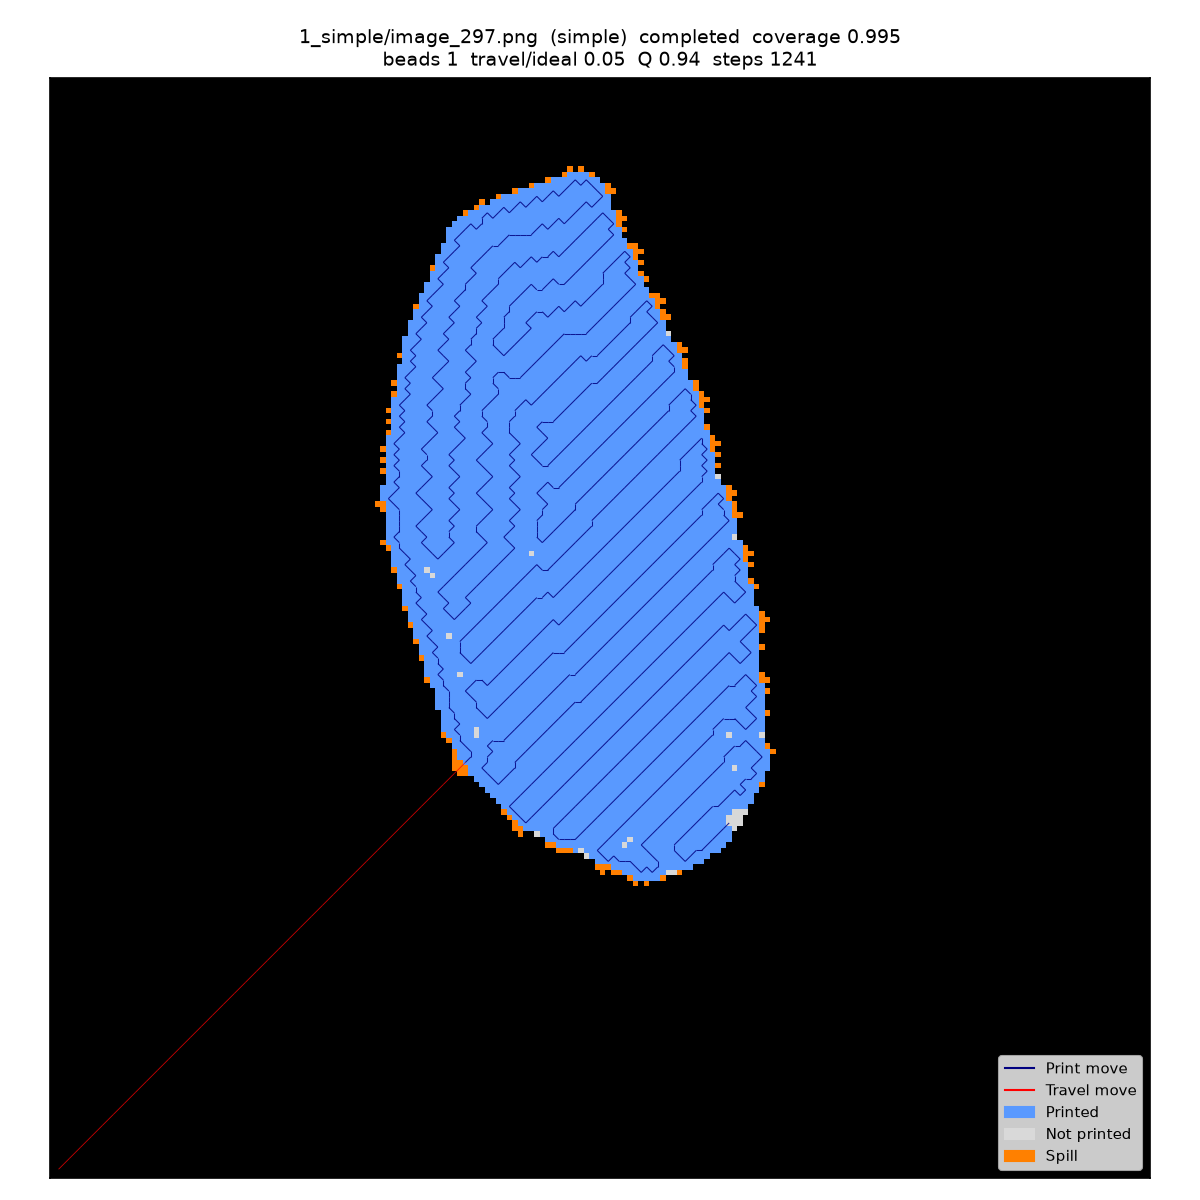 1_simple/image_297.png  (simple)  completed  coverage 0.995
beads 1  travel/ideal 0.05  Q 0.94  steps 1241
Print move
Travel move
Printed
Not printed
Spill